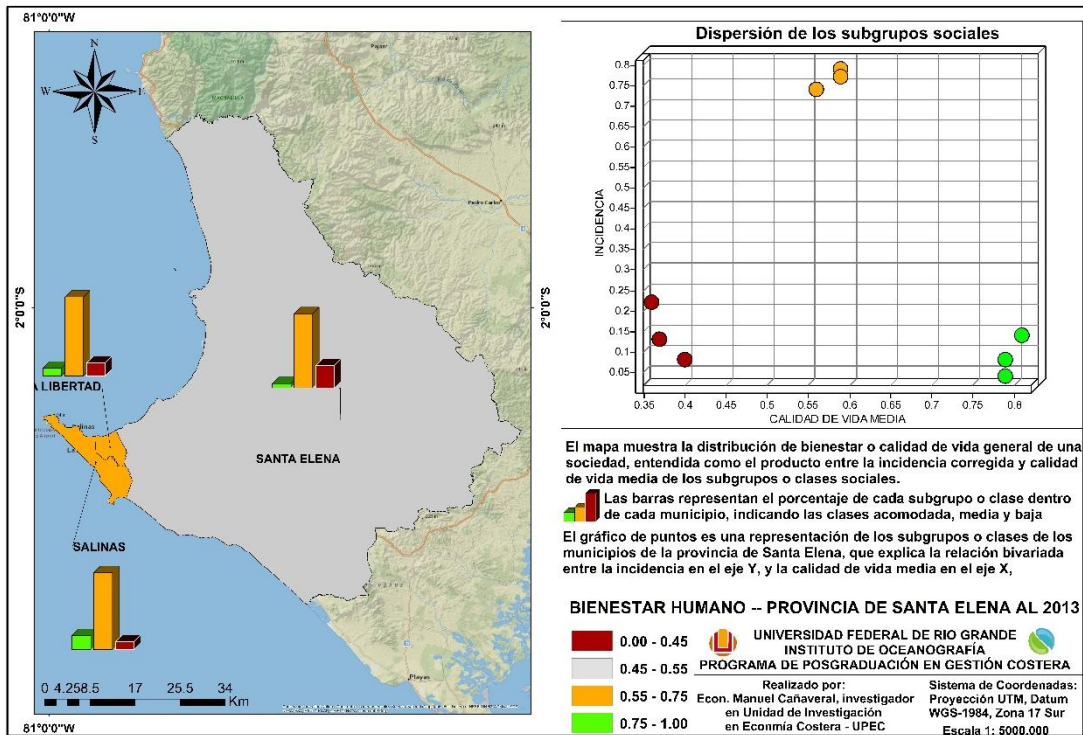 81°0'0"W
N
W
E
S
2°0'0"S
2°0'0"S
Pedro Carbo
A LIBERTAD
SANTA ELENA
SALINAS
Salinas
Playas
0 4.258.5 17 25.5 34
Km
81°0'0"W
Dispersión de los subgrupos sociales
INCIDENCIA
0.8
0.75
0.7
0.65
0.6
0.55
0.5
0.45
0.4
0.35
0.3
0.25
0.2
0.15
0.1
0.05
0.35 0.4 0.45 0.5 0.55 0.6 0.65 0.7 0.75 0.8
CALIDAD DE VIDA MEDIA
El mapa muestra la distribución de bienestar o calidad de vida general de una
sociedad, entendida como el producto entre la incidencia corregida y calidad
de vida media de los subgrupos o clases sociales.
Las barras representan el porcentaje de cada subgrupo o clase dentro
de cada municipio, indicando las clases acomodada, media y baja
El gráfico de puntos es una representación de los subgrupos o clases de los
municipios de la provincia de Santa Elena, que explica la relación bivariada
entre la incidencia en el eje Y, y la calidad de vida media en el eje X,
BIENESTAR HUMANO -- PROVINCIA DE SANTA ELENA AL 2013
0.00 - 0.45
0.45 - 0.55
0.55 - 0.75
0.75 - 1.00
UNIVERSIDAD FEDERAL DE RIO GRANDE
INSTITUTO DE OCEANOGRAFÍA
PROGRAMA DE POSGRADUACIÓN EN GESTIÓN COSTERA
Realizado por:
Econ. Manuel Cañaveral, investigador
en Unidad de Investigación
en Econmía Costera - UPEC
Sistema de Coordenadas:
Proyección UTM, Datum
WGS-1984, Zona 17 Sur
Escala 1: 5000.000